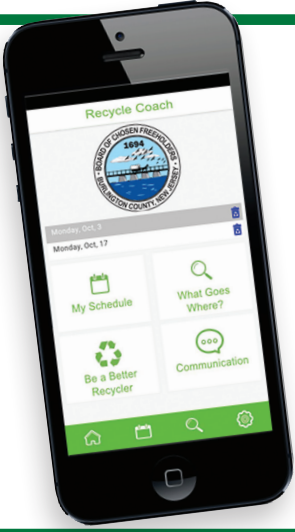 Recycle Coach
BOARD OF CHOSEN FREEHOLDERS
1694
BURLINGTON COUNTY, NEW JERSEY
Monday, Oct, 3
Monday, Oct, 17
My Schedule
What Goes
Where?
Be a Better
Recycler
Communication